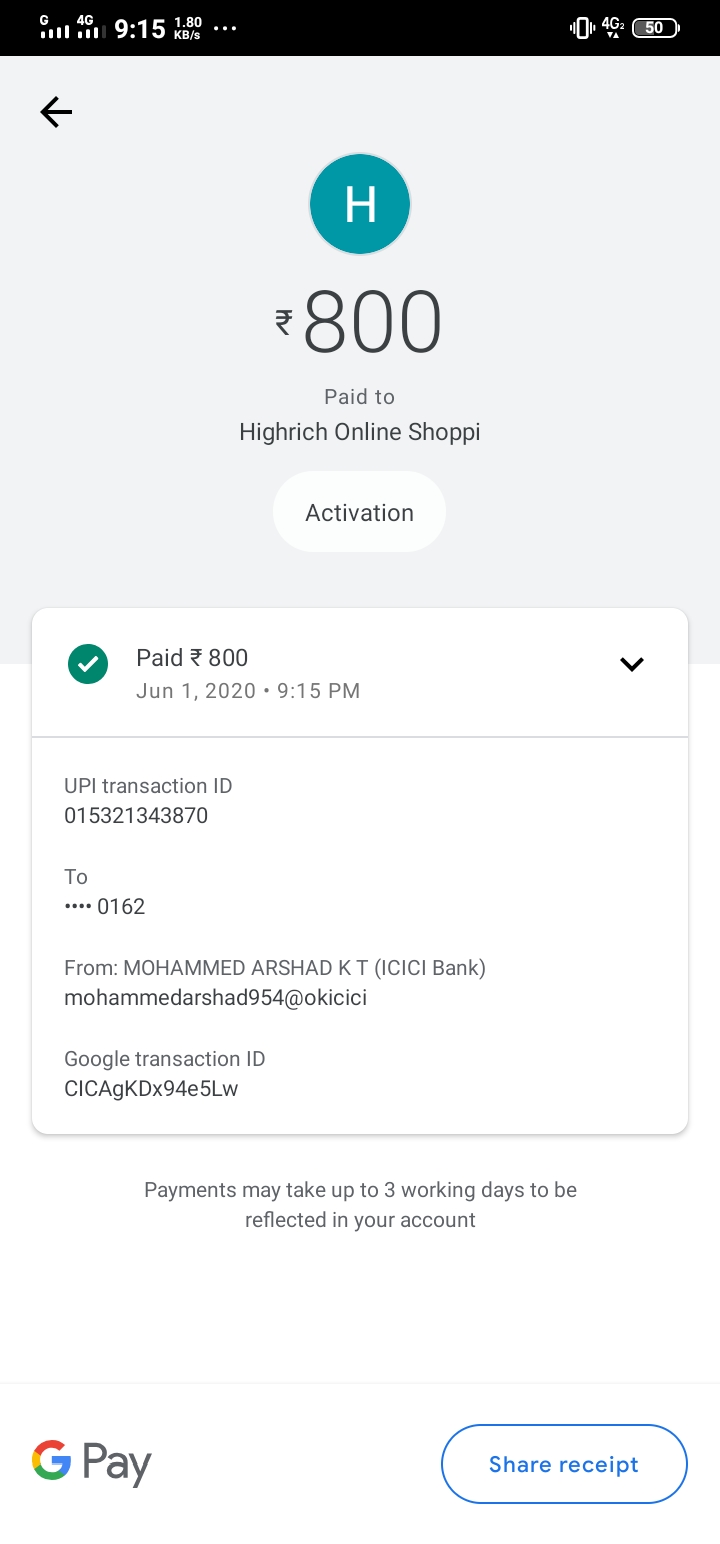 G 4G 9:15 1.80 KB/s ... 4G2 50
H
₹800
Paid to
Highrich Online Shoppi
Activation
Paid ₹ 800
Jun 1, 2020 • 9:15 PM
UPI transaction ID
015321343870
To
•••• 0162
From: MOHAMMED ARSHAD K T (ICICI Bank)
mohammedarshad954@okicici
Google transaction ID
CICAgKDx94e5Lw
Payments may take up to 3 working days to be
reflected in your account
G Pay
Share receipt